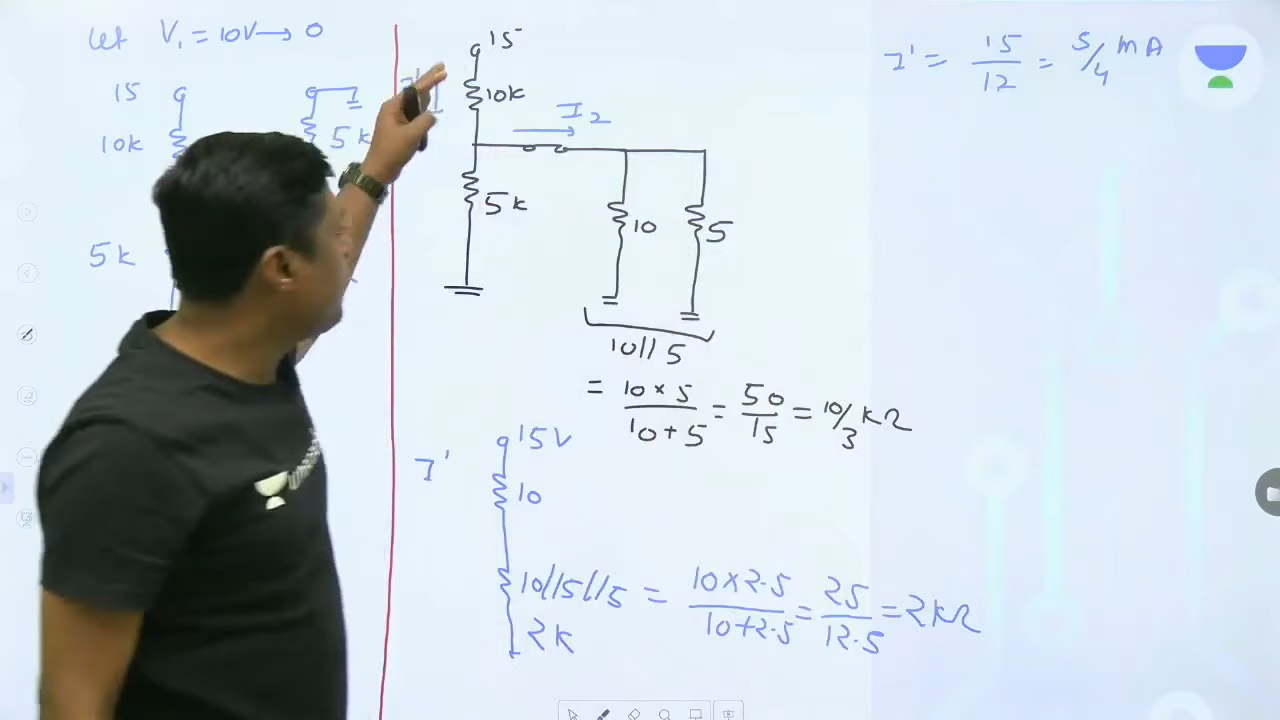 Let V₁ = 10V → 0
15
10k
5k
5k
I'
15
10k
I₂
5k
10
5
10//5
= 10×5/10+5 = 50/15 = 10/3 kΩ
I'
15V
10
10//5//5 = 10×2.5/10+2.5 = 25/12.5 = 2kΩ
2k
I' = 15/12 = 5/4 mA